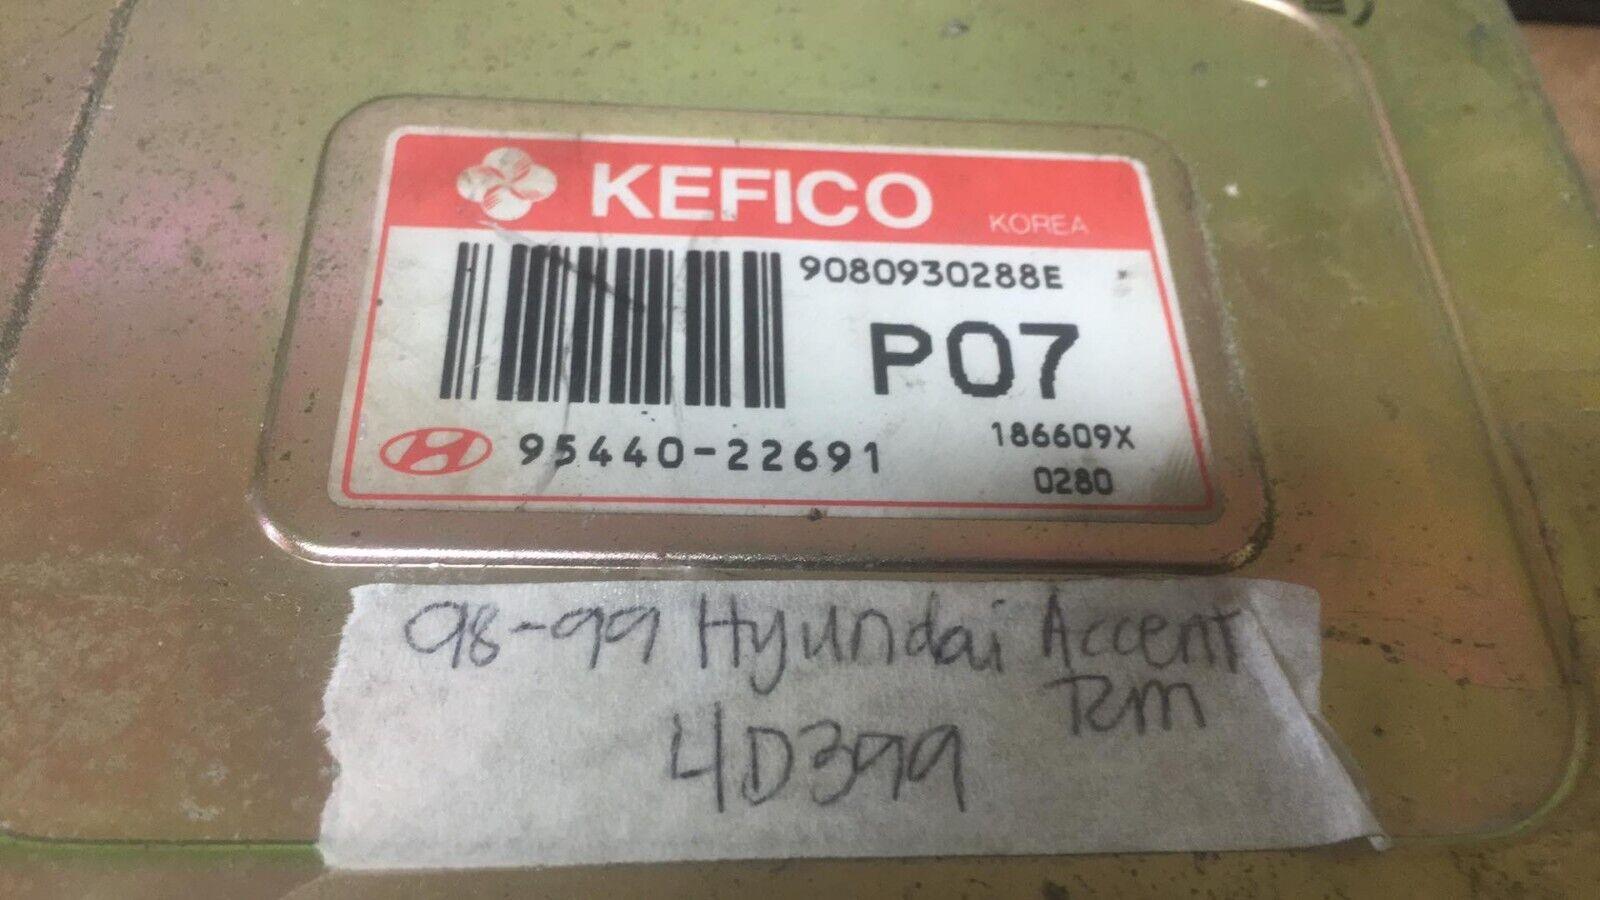 KEFICO KOREA
9080930288E
P07
95440-22691
186609X
0280
98-99 Hyundai Accent
TCM
4D399